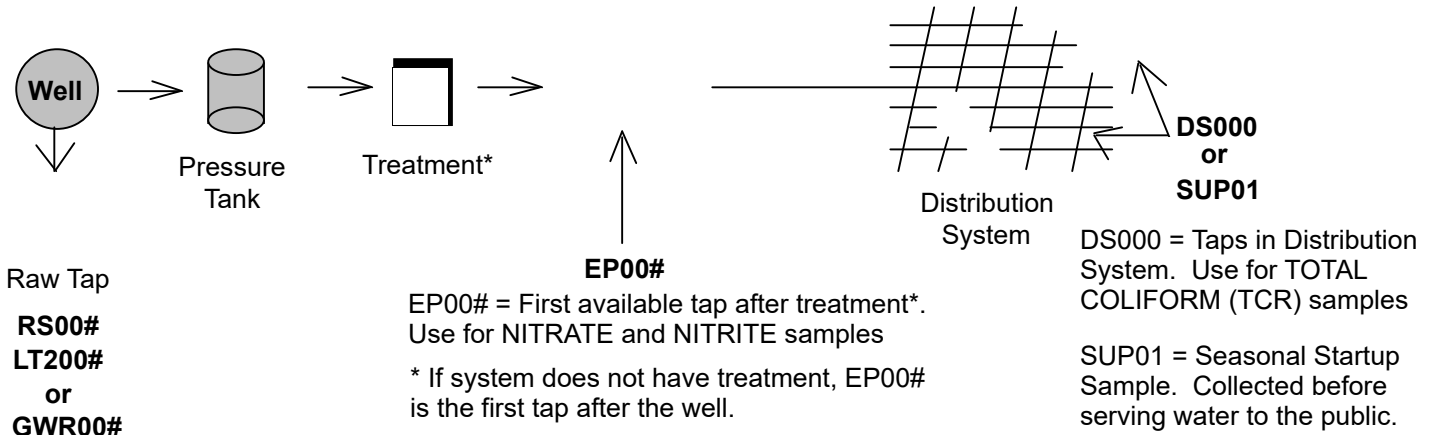 Well
Pressure
Tank
Treatment*
Distribution
System
DS000
or
SUP01
Raw Tap
RS00#
LT200#
or
GWR00#
EP00#
EP00# = First available tap after treatment*.
Use for NITRATE and NITRITE samples
* If system does not have treatment, EP00#
is the first tap after the well.
DS000 = Taps in Distribution
System.  Use for TOTAL
COLIFORM (TCR) samples
SUP01 = Seasonal Startup
Sample.  Collected before
serving water to the public.